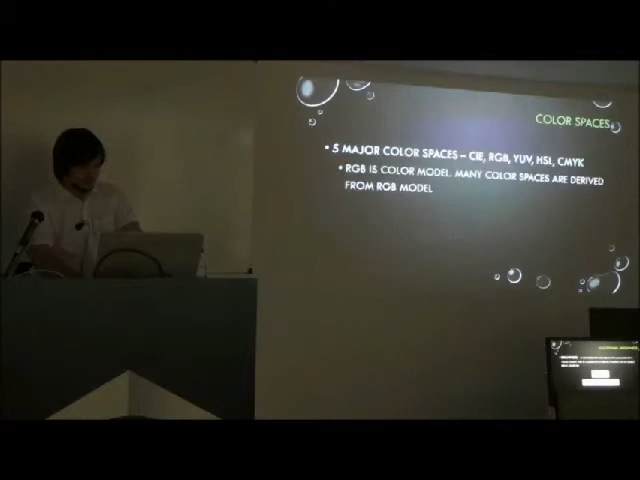 COLOR SPACES
• 5 MAJOR COLOR SPACES – CIE, RGB, YUV, HSL, CMYK
• RGB IS COLOR MODEL. MANY COLOR SPACES ARE DERIVED
FROM RGB MODEL